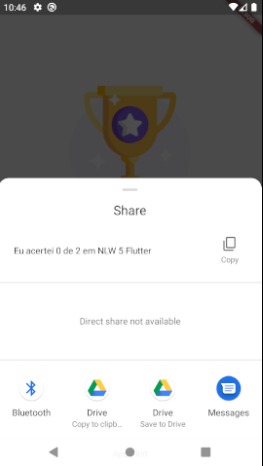 10:46
Share
Eu acertei 0 de 2 em NLW 5 Flutter
Copy
Direct share not available
Bluetooth
Drive
Copy to clipb...
Drive
Save to Drive
Messages